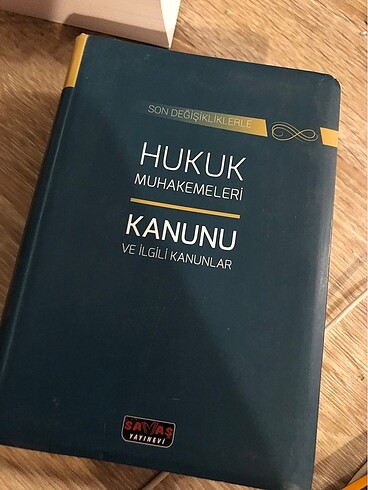 SON DEĞİŞİKLİKLERLE
HUKUK
MUHAKEMELERİ
KANUNU
VE İLGİLİ KANUNLAR
SAVAŞ
YAYINEVİ